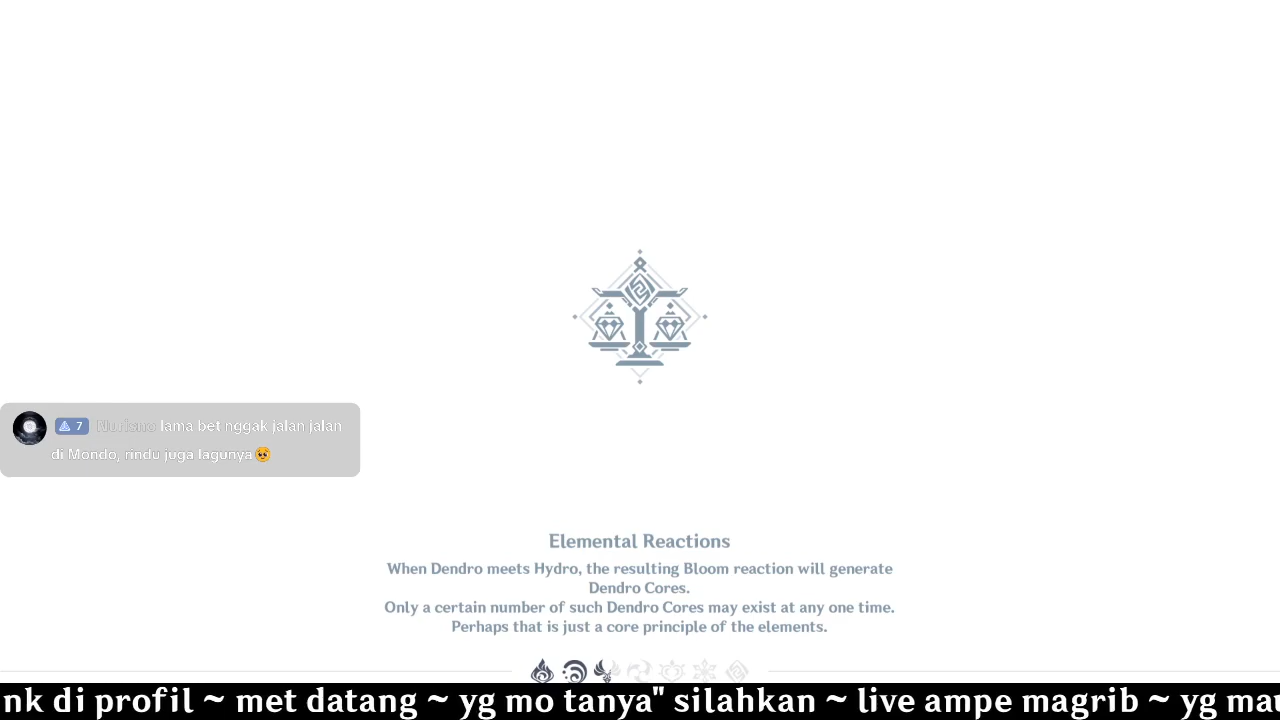 7 Nurkano lama bet nggak jalan jalan
di Mondo, rindu juga lagunya🥺
Elemental Reactions
When Dendro meets Hydro, the resulting Bloom reaction will generate
Dendro Cores.
Only a certain number of such Dendro Cores may exist at any one time.
Perhaps that is just a core principle of the elements.
nk di profil ~ met datang ~ yg mo tanya" silahkan ~ live ampe magrib ~ yg mau